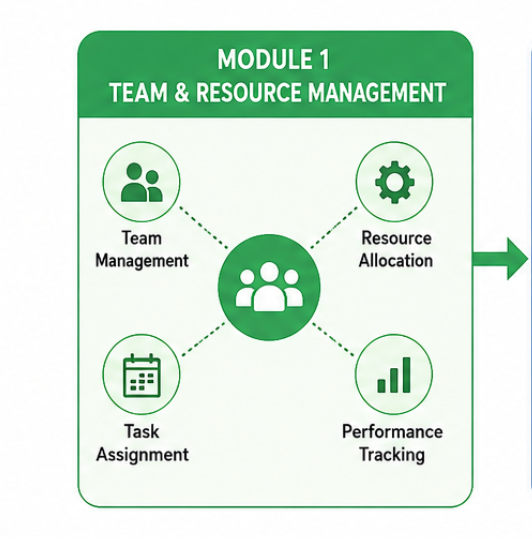 MODULE 1
TEAM & RESOURCE MANAGEMENT
Team
Management
Resource
Allocation
Task
Assignment
Performance
Tracking